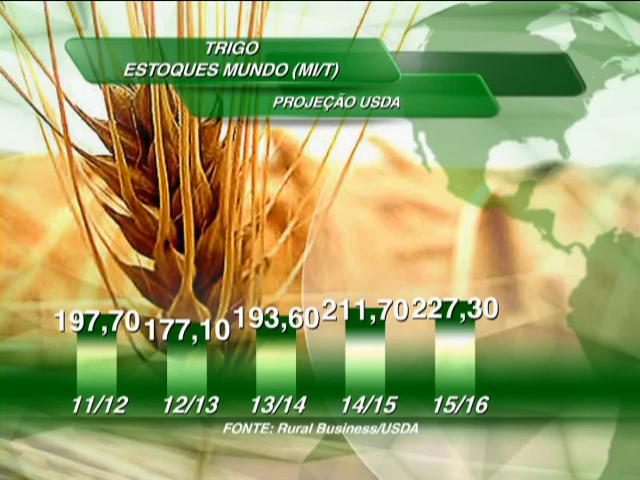 TRIGO
ESTOQUES MUNDO (MI/T)
PROJEÇÃO USDA
197,70 177,10 193,60 211,70 227,30
11/12 12/13 13/14 14/15 15/16
FONTE: Rural Business/USDA